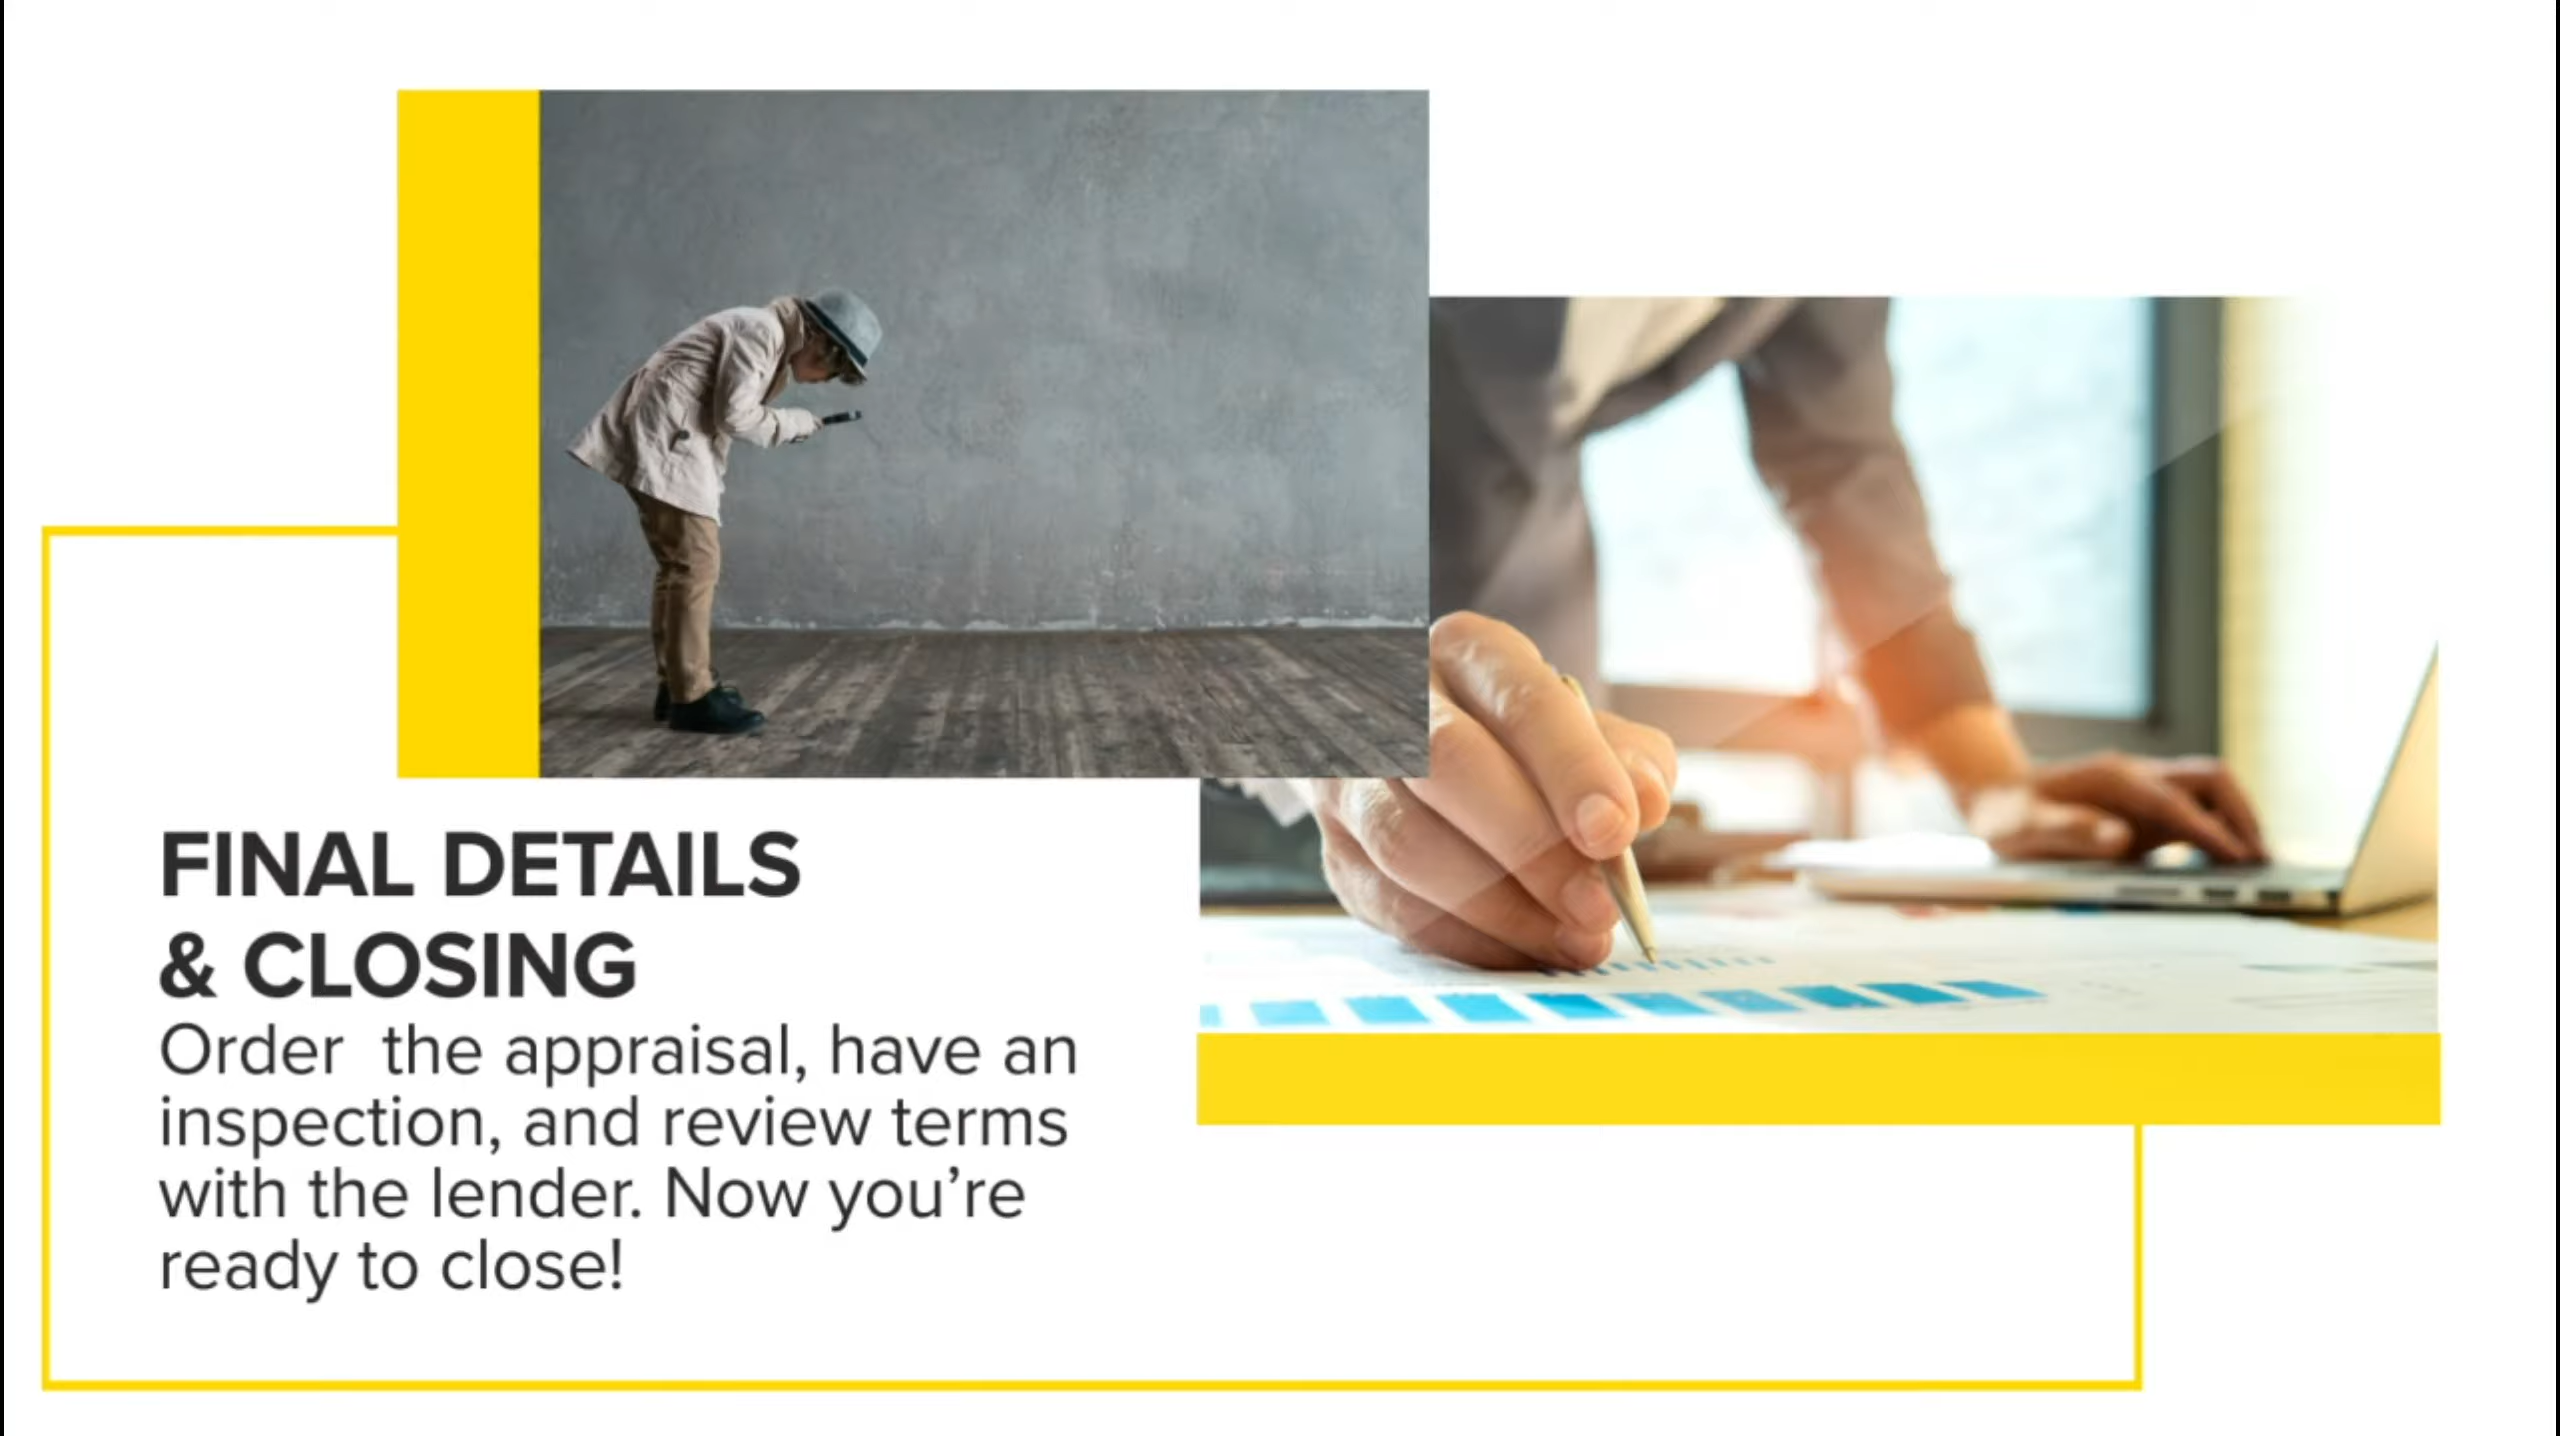 FINAL DETAILS
& CLOSING
Order  the appraisal, have an
inspection, and review terms
with the lender. Now you’re
ready to close!